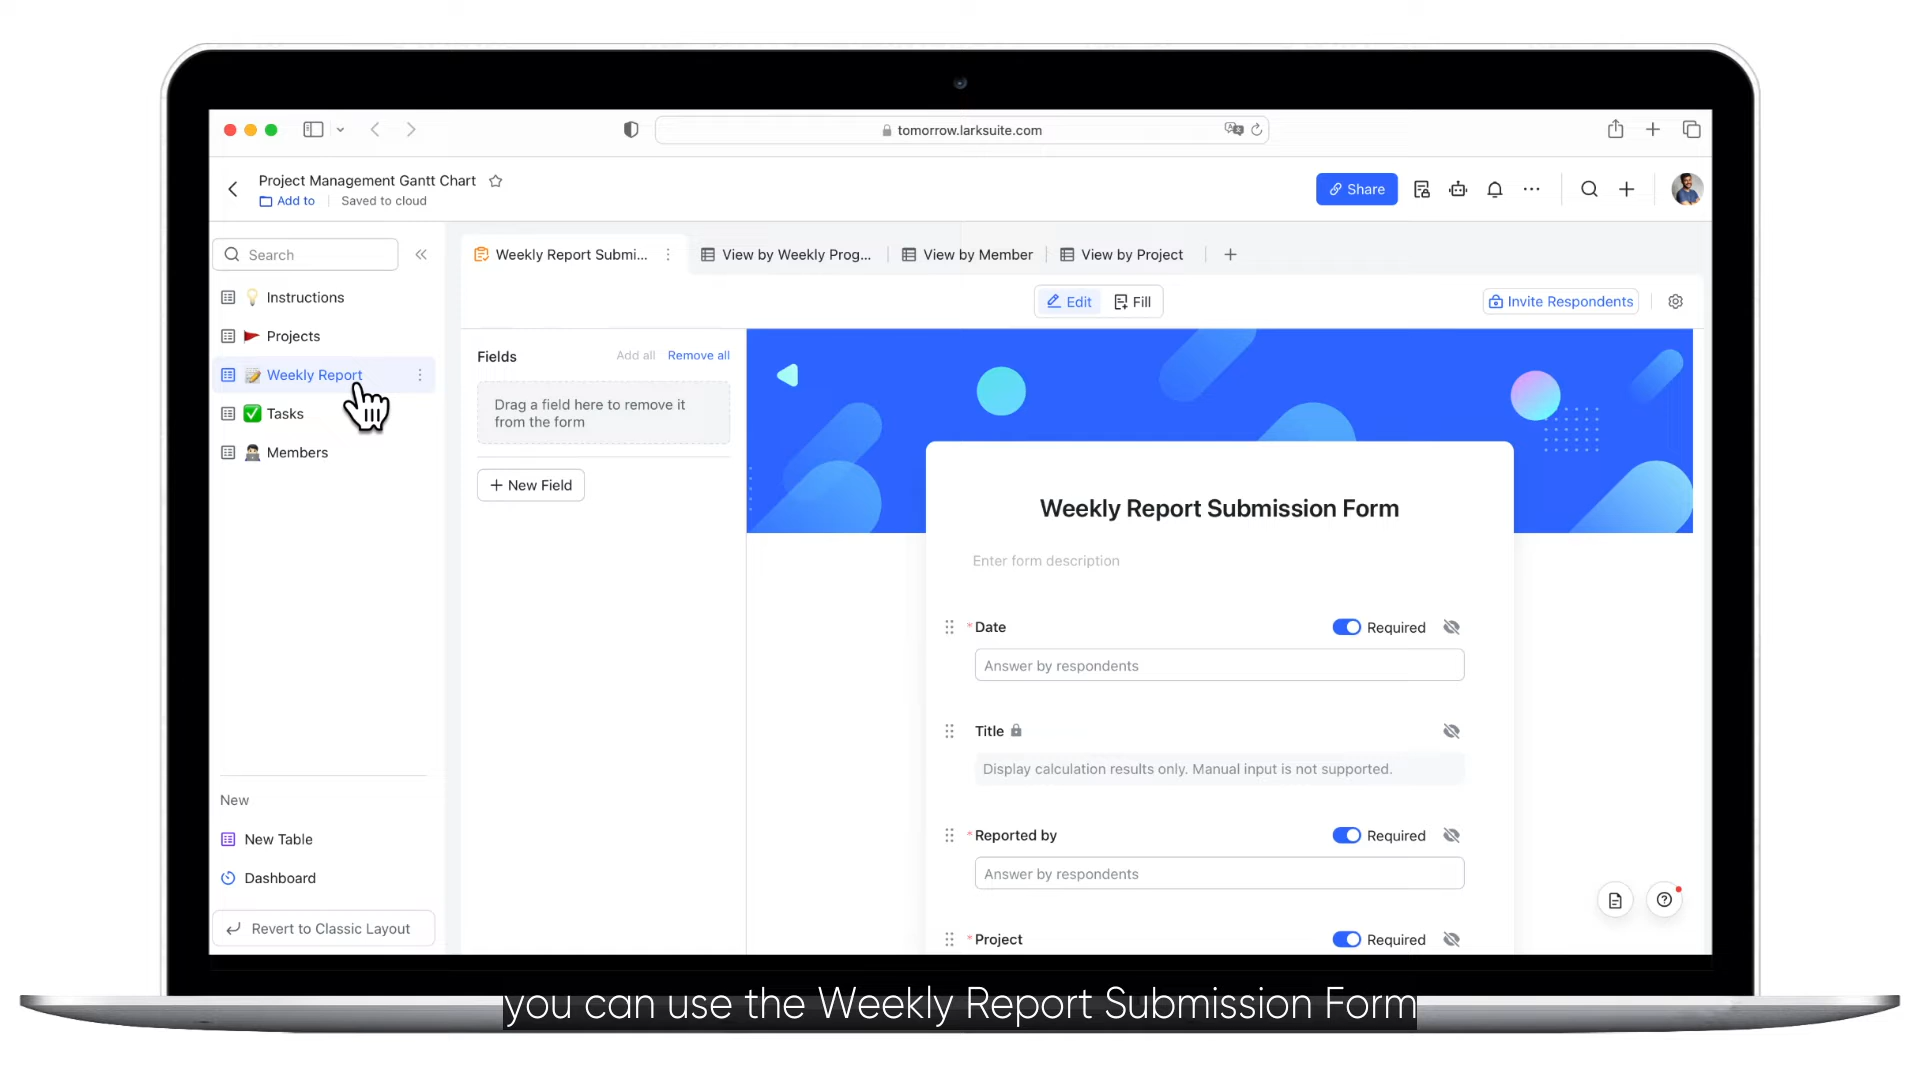 tomorrow.larksuite.com
Project Management Gantt Chart
Add to
Saved to cloud
Share
Search
Instructions
Projects
Weekly Report
Tasks
Members
New
New Table
Dashboard
Revert to Classic Layout
Weekly Report Submi...
View by Weekly Prog...
View by Member
View by Project
Edit
Fill
Invite Respondents
Fields
Add all
Remove all
Drag a field here to remove it
from the form
+ New Field
Weekly Report Submission Form
Enter form description
* Date
Required
Answer by respondents
Title
Display calculation results only. Manual input is not supported.
* Reported by
Required
Answer by respondents
* Project
Required
you can use the Weekly Report Submission Form